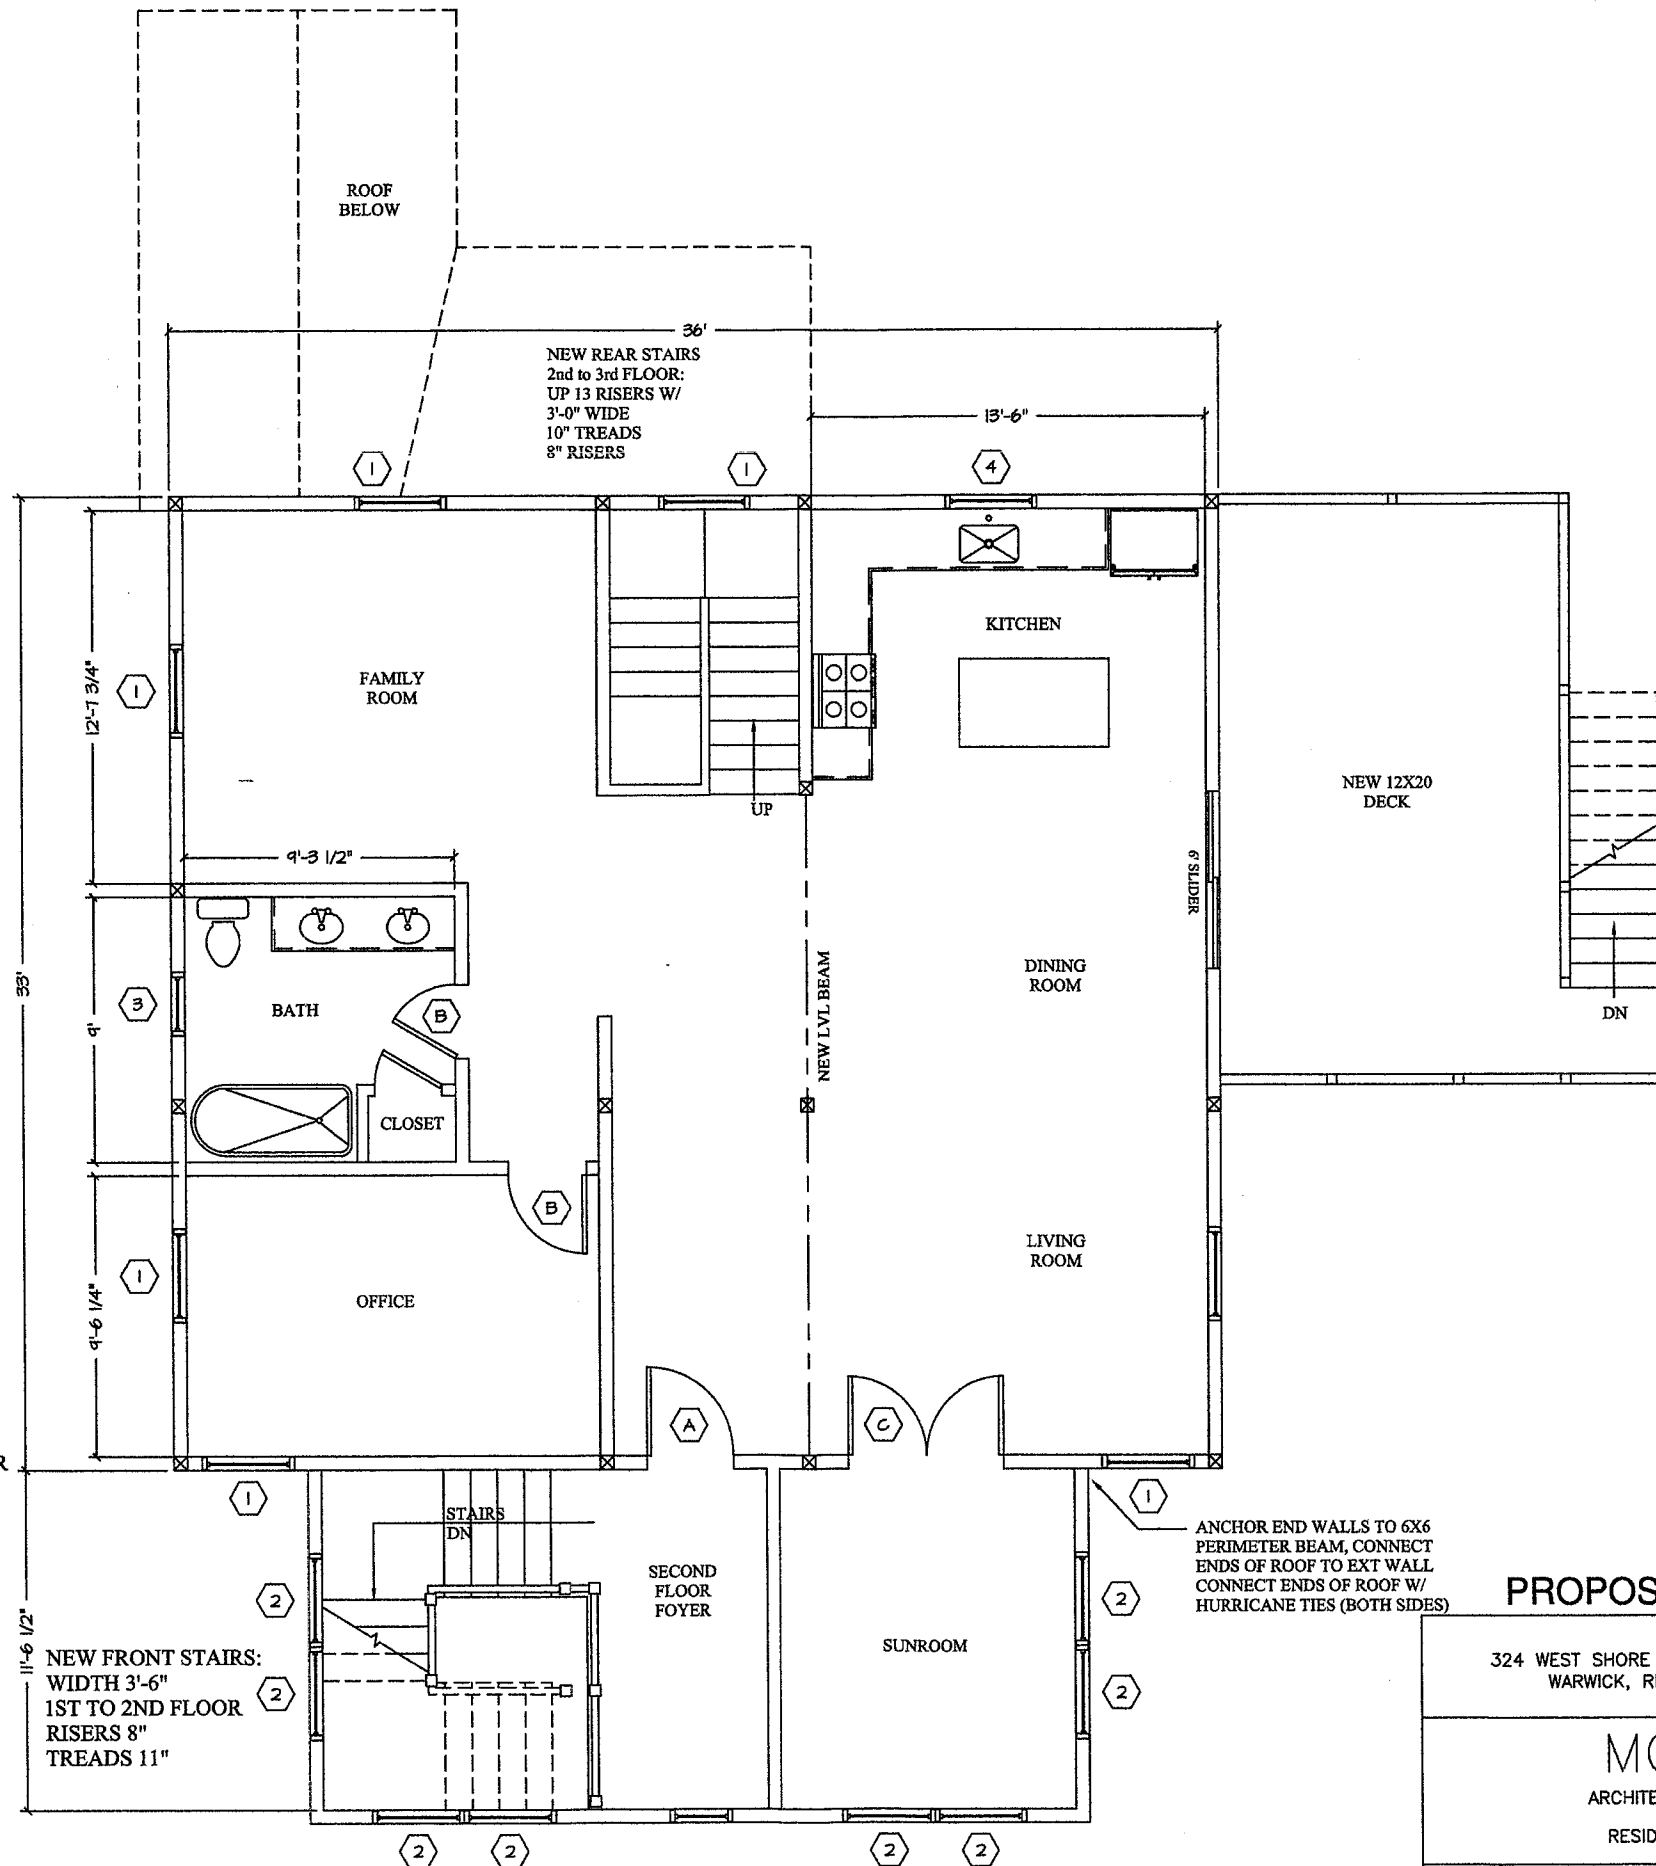 ROOF
BELOW
36'
NEW REAR STAIRS
2nd to 3rd FLOOR:
UP 13 RISERS W/
3'-0" WIDE
10" TREADS
8" RISERS
13'-6"
1
1
4
KITCHEN
FAMILY
ROOM
1
12'-7 3/4"
UP
NEW 12X20
DECK
9'-3 1/2"
6' SLIDER
33'
9'
3
BATH
B
NEW LVL BEAM
DINING
ROOM
DN
CLOSET
B
LIVING
ROOM
1
OFFICE
9'-6 1/4"
A
C
R
1
STAIRS
DN
1
ANCHOR END WALLS TO 6X6
PERIMETER BEAM, CONNECT
ENDS OF ROOF TO EXT WALL
CONNECT ENDS OF ROOF W/
HURRICANE TIES (BOTH SIDES)
SECOND
FLOOR
FOYER
2
2
SUNROOM
2
2
11'-6 1/2"
NEW FRONT STAIRS:
WIDTH 3'-6"
1ST TO 2ND FLOOR
RISERS 8"
TREADS 11"
2
2
2
2
PROPOS
324 WEST SHORE
WARWICK, R
MO
ARCHITE
RESID